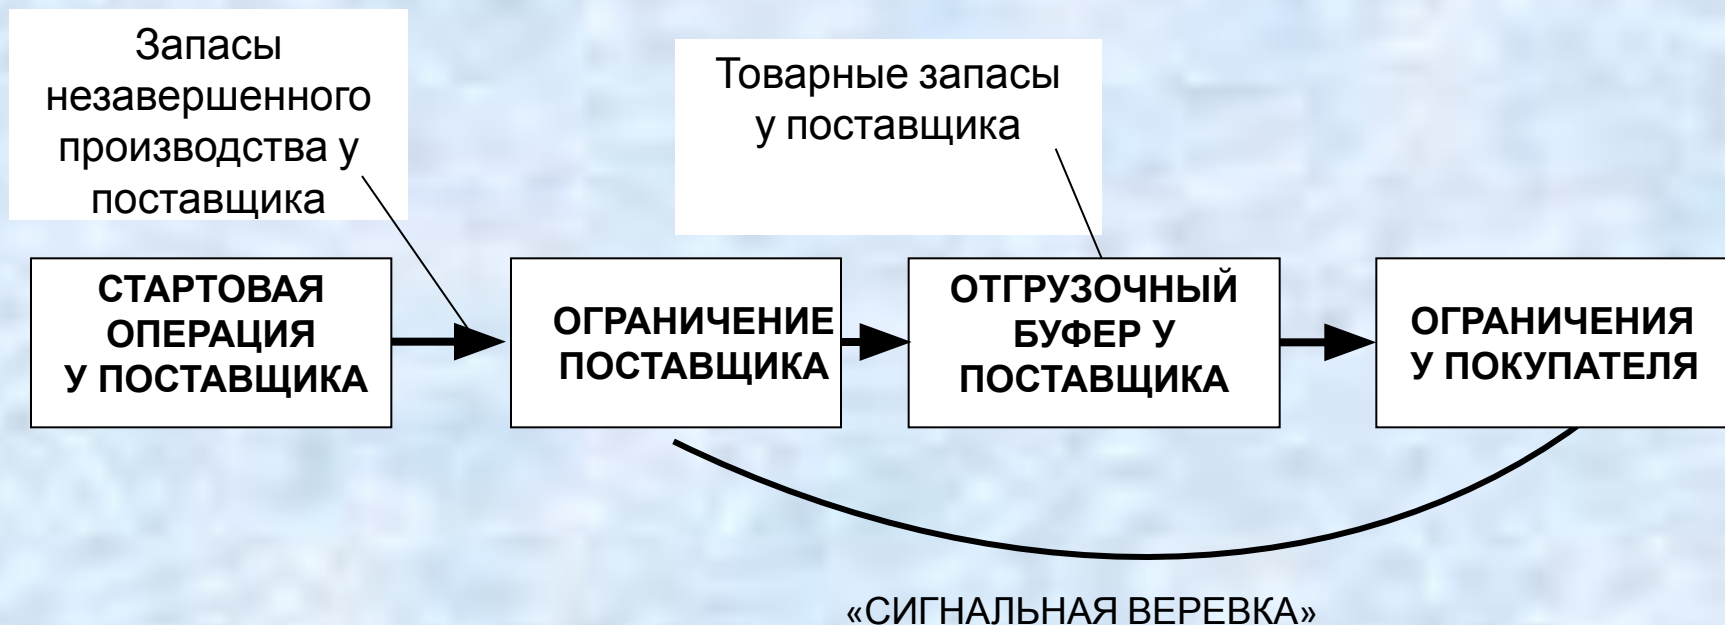 Запасы
незавершенного
производства у
поставщика
Товарные запасы
у поставщика
СТАРТОВАЯ
ОПЕРАЦИЯ
У ПОСТАВЩИКА
ОГРАНИЧЕНИЕ
ПОСТАВЩИКА
ОТГРУЗОЧНЫЙ
БУФЕР У
ПОСТАВЩИКА
ОГРАНИЧЕНИЯ
У ПОКУПАТЕЛЯ
«СИГНАЛЬНАЯ ВЕРЕВКА»